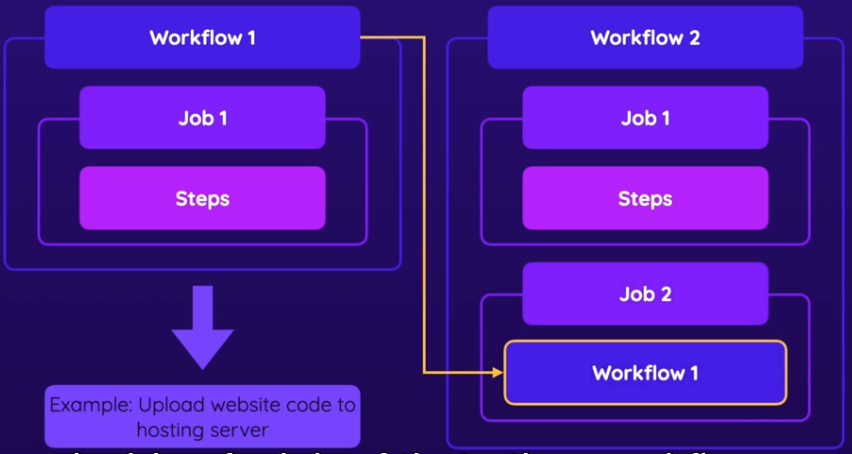 Workflow 1
Job 1
Steps
Example: Upload website code to
hosting server
Workflow 2
Job 1
Steps
Job 2
Workflow 1